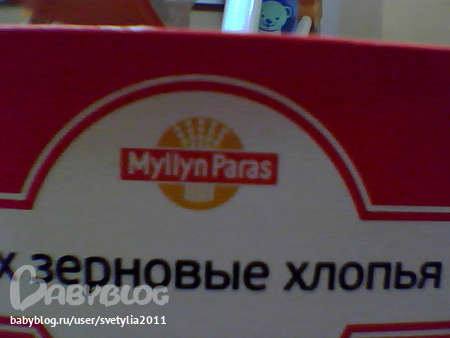 Myllyn Paras
х зерновые хлопья
BABYBLOG
babyblog.ru/user/svetylia2011